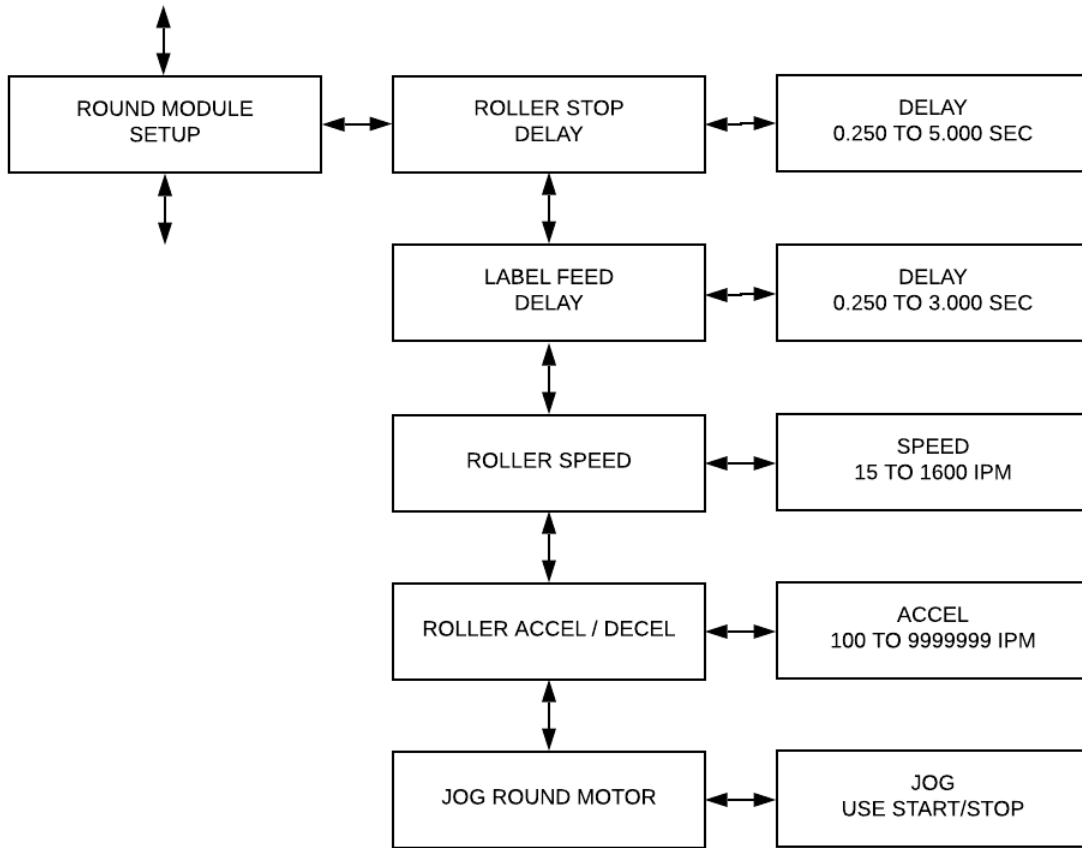 ROUND MODULE
SETUP
ROLLER STOP
DELAY
DELAY
0.250 TO 5.000 SEC
LABEL FEED
DELAY
DELAY
0.250 TO 3.000 SEC
ROLLER SPEED
SPEED
15 TO 1600 IPM
ROLLER ACCEL / DECEL
ACCEL
100 TO 9999999 IPM
JOG ROUND MOTOR
JOG
USE START/STOP